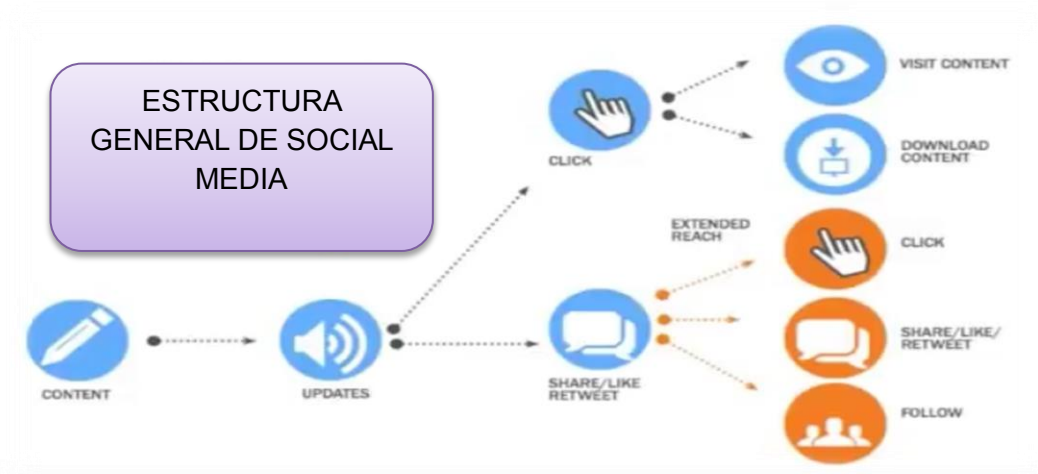 ESTRUCTURA
GENERAL DE SOCIAL
MEDIA
CONTENT
UPDATES
CLICK
VISIT CONTENT
DOWNLOAD
CONTENT
SHARE/LIKE
RETWEET
EXTENDED
REACH
CLICK
SHARE/LIKE/
RETWEET
FOLLOW